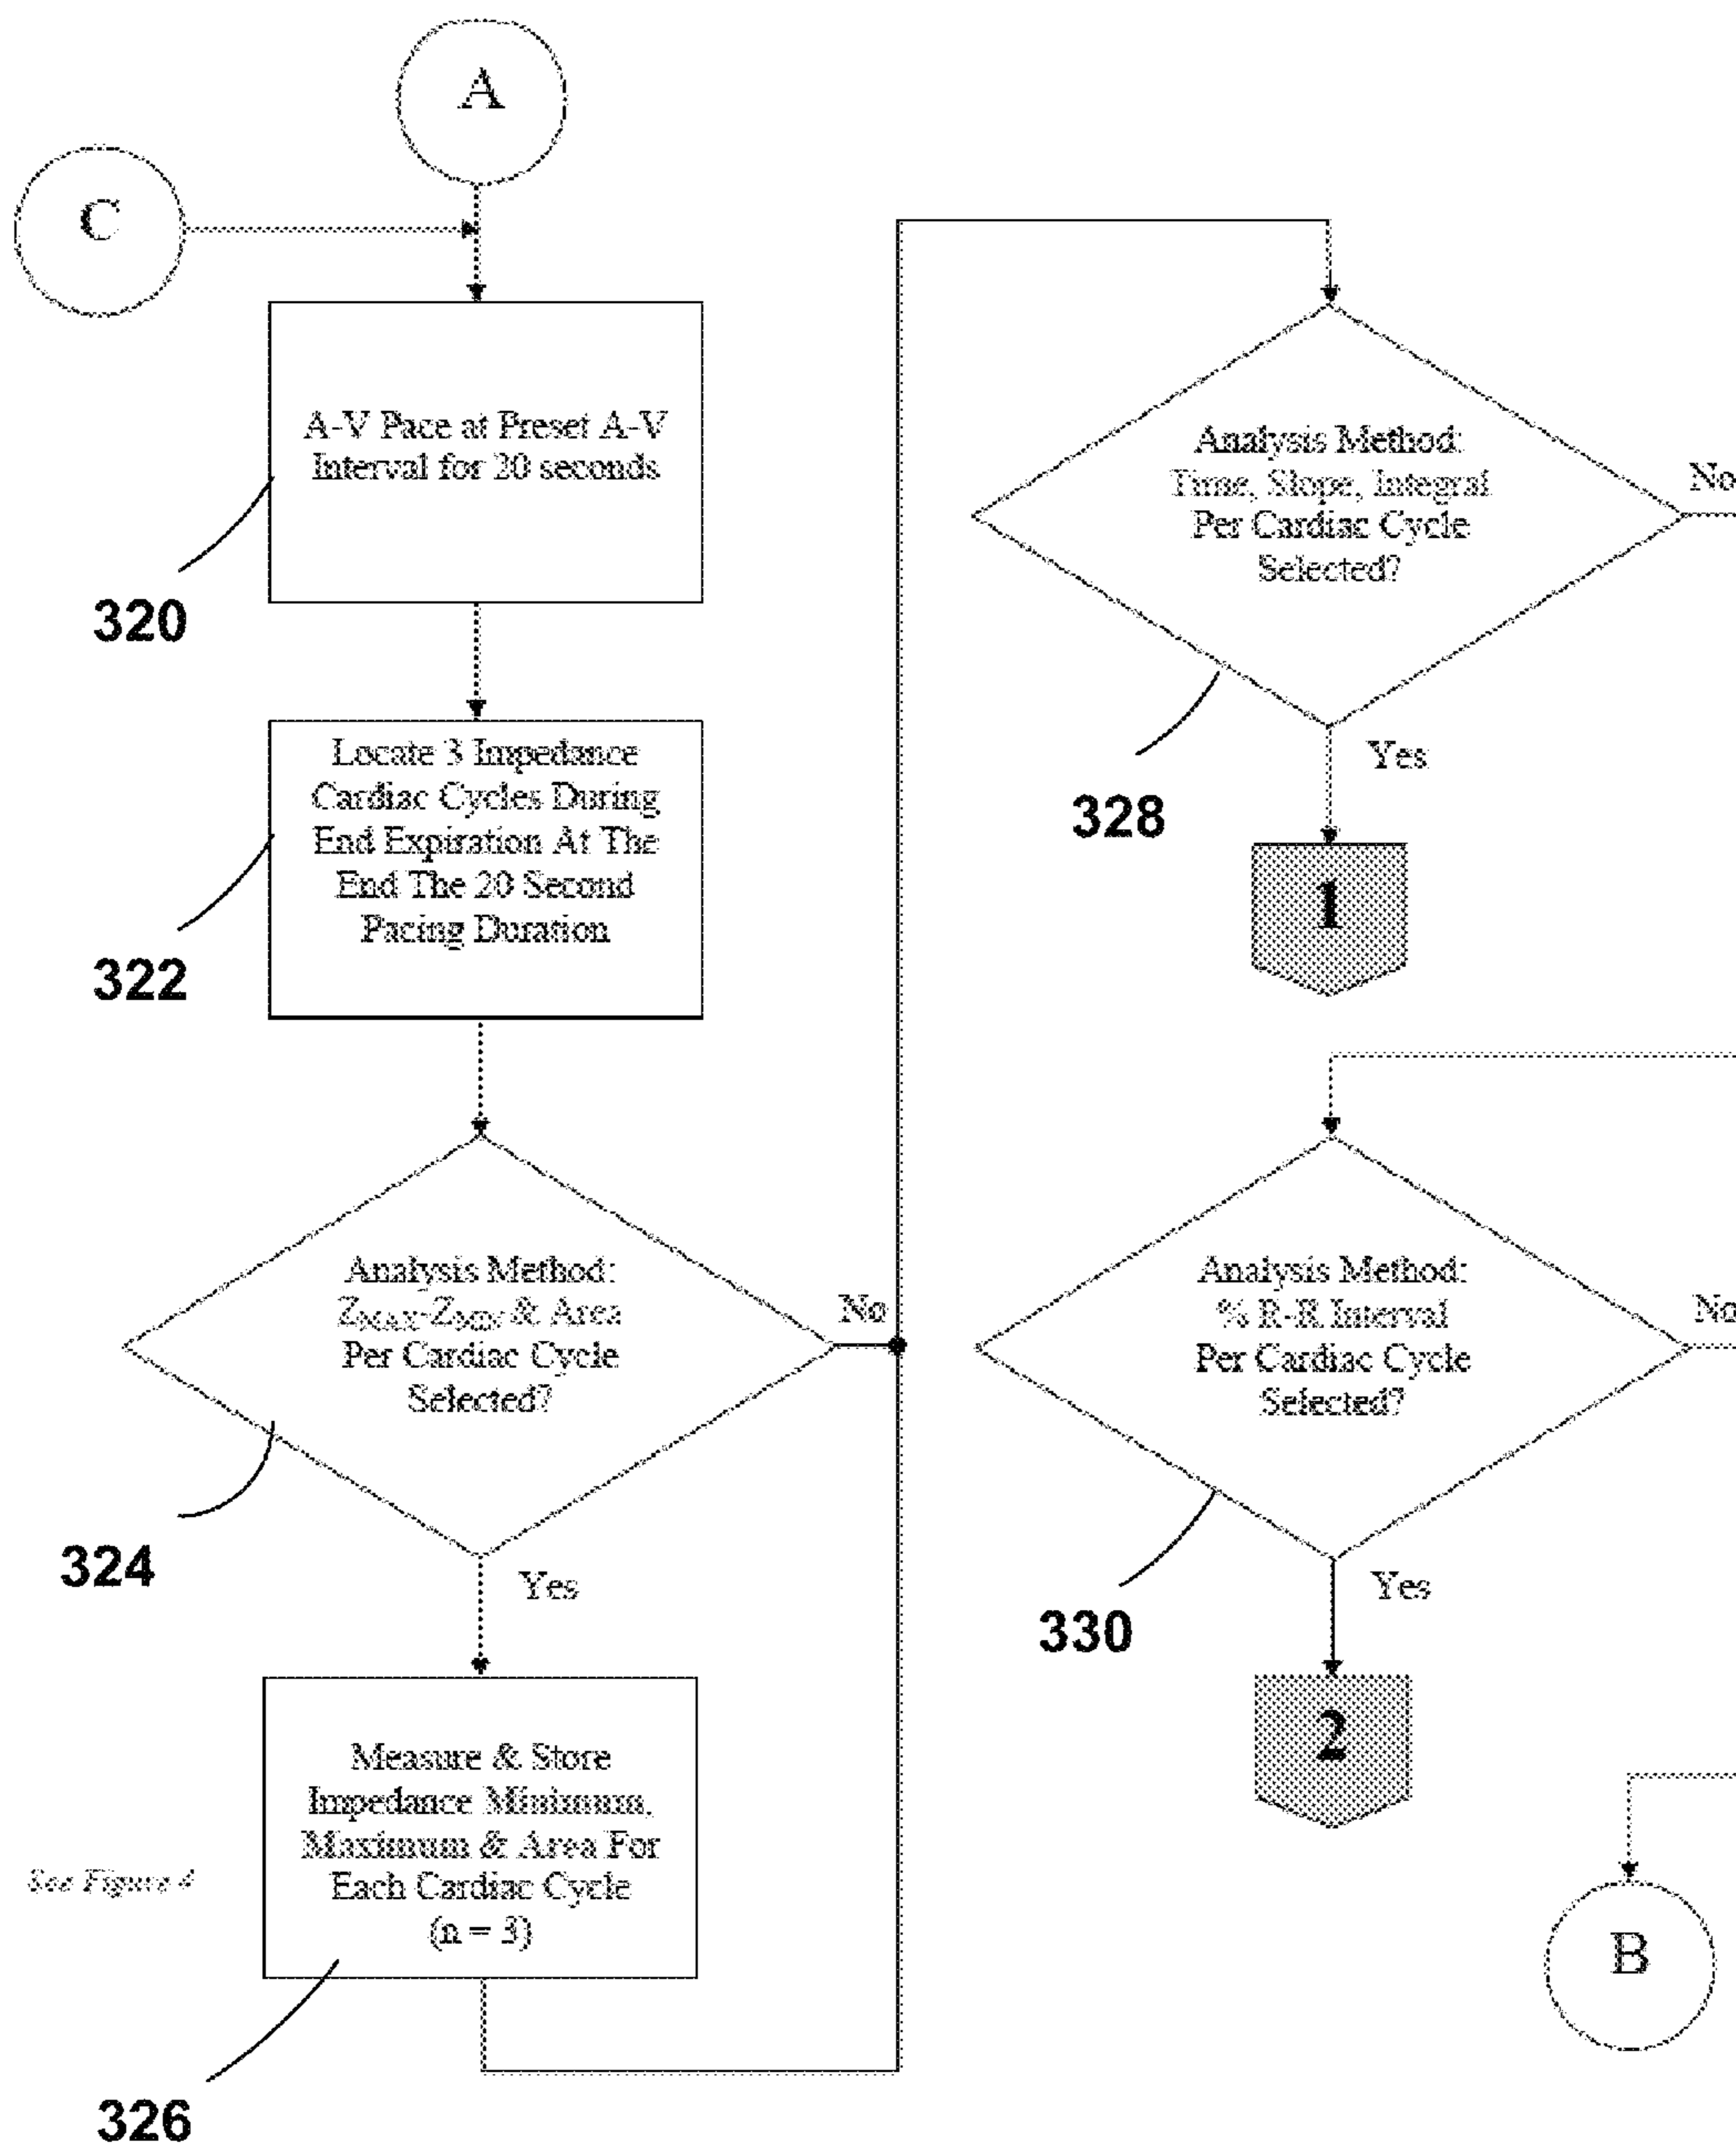 A
C
A-V Pace at Preset A-V
Interval for 20 seconds
320
Locate 3 Impedance
Cardiac Cycles During
End Expiration At The
End The 20 Second
Pacing Duration
322
Analysis Method:
ZMAX-ZMIN & Area
Per Cardiac Cycle
Selected?
No
324
Yes
Measure & Store
Impedance Minimum,
Maximum & Area For
Each Cardiac Cycle
(n = 3)
See Figure 4
326
Analysis Method:
Time, Slope, Integral
Per Cardiac Cycle
Selected?
No
328
Yes
1
Analysis Method:
% R-R Interval
Per Cardiac Cycle
Selected?
No
330
Yes
2
B